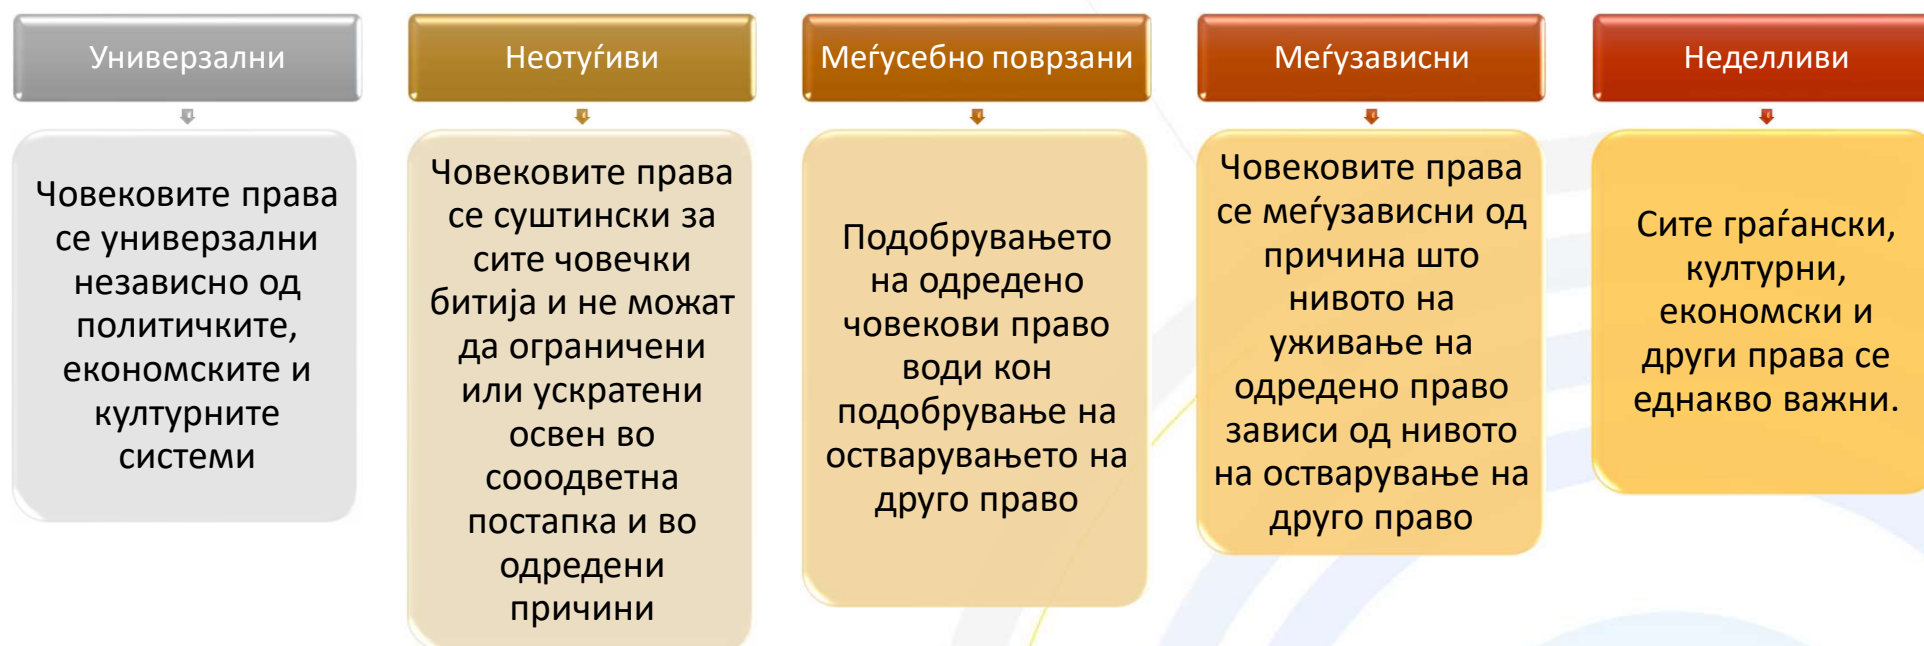 Универзални
Човековите права
се универзални
независно од
политичките,
економските и
културните
системи
Неотуѓиви
Човековите права
се суштински за
сите човечки
битија и не можат
да ограничени
или ускратени
освен во
сооодветна
постапка и во
одредени
причини
Меѓусебно поврзани
Подобрувањето
на одредено
човекови право
води кон
подобрување на
остварувањето на
друго право
Меѓузависни
Човековите права
се меѓузависни од
причина што
нивото на
уживање на
одредено право
зависи од нивото
на остварување на
друго право
Неделливи
Сите граѓански,
културни,
економски и
други права се
еднакво важни.